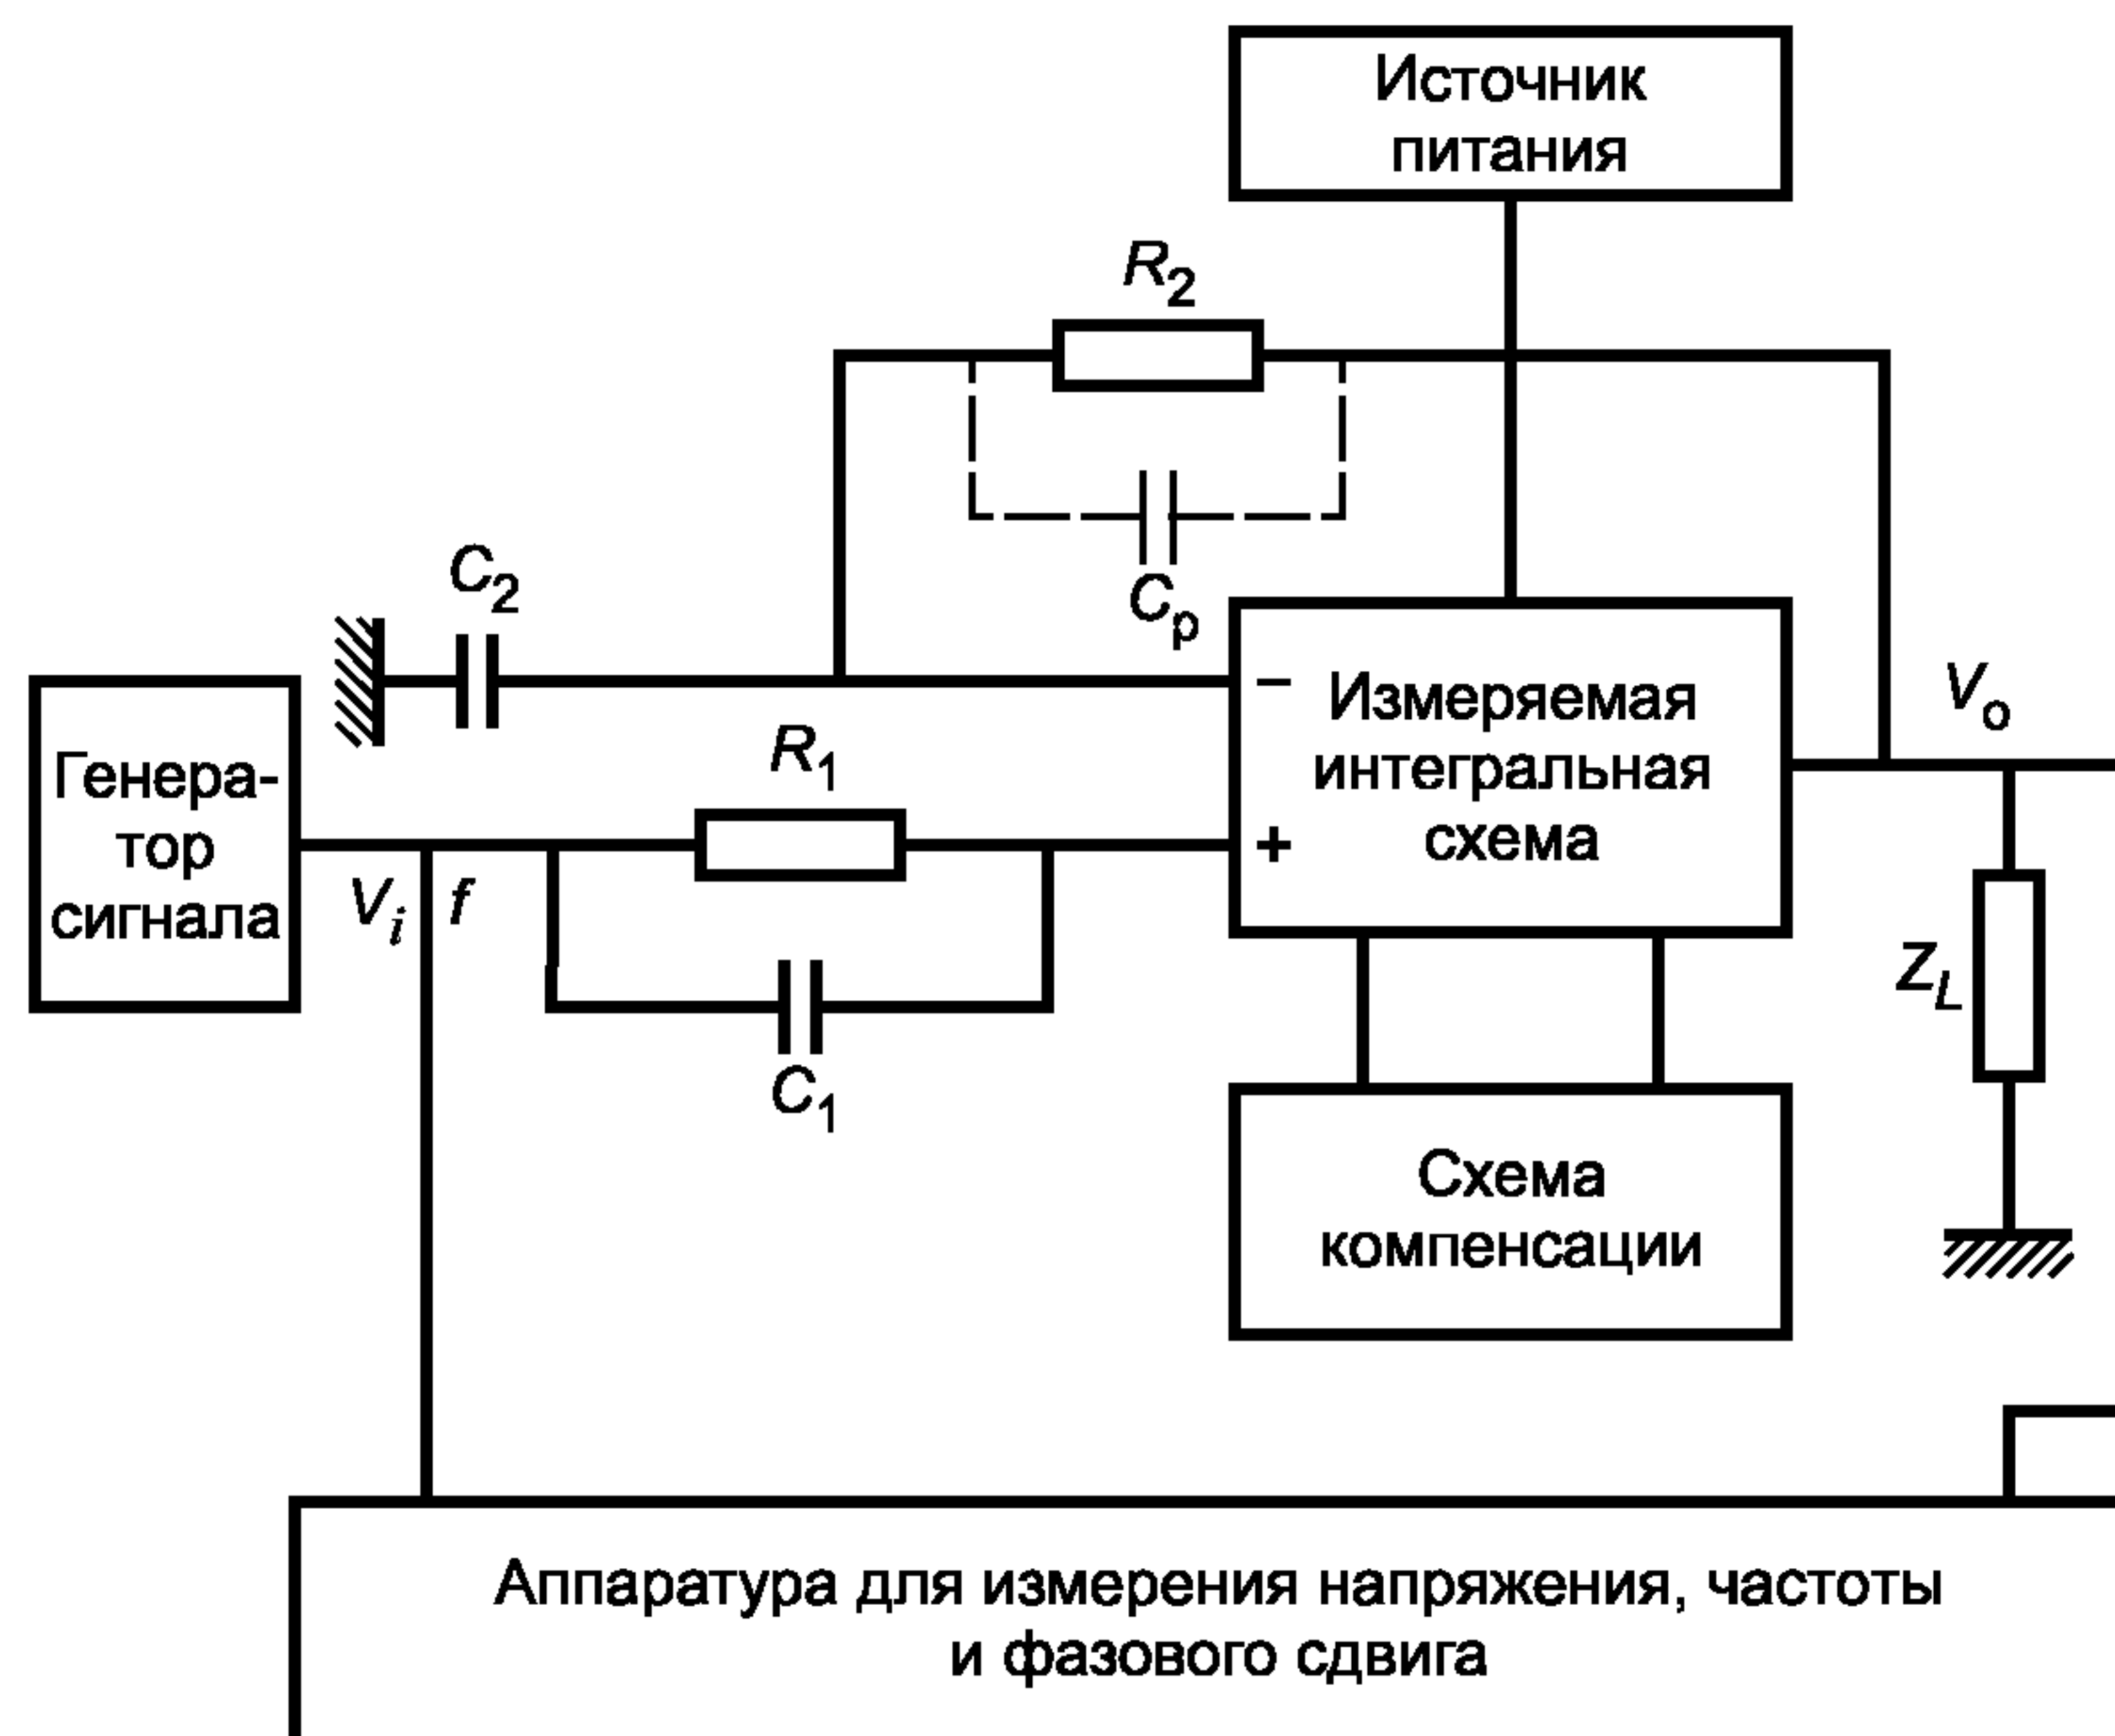 Источник
питания
R2
C2
Cp
Vo
Генера-
тор
сигнала
R1
− Измеряемая
интегральная
+ схема
Vi f
ZL
C1
Схема
компенсации
Аппаратура для измерения напряжения, частоты
и фазового сдвига